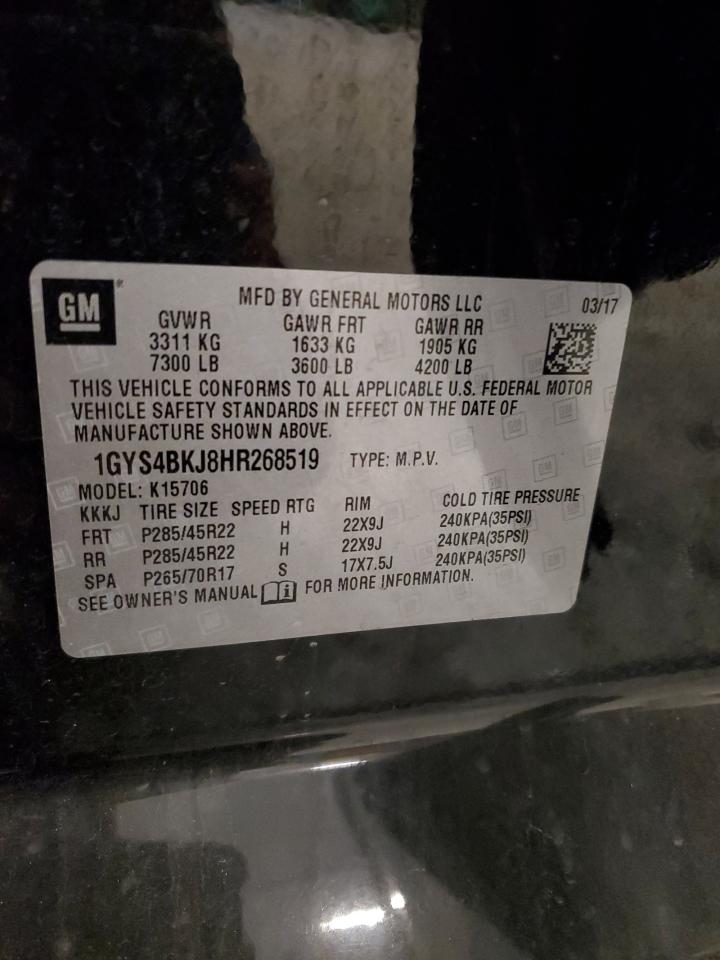 GM
MFD BY GENERAL MOTORS LLC 03/17
GVWR GAWR FRT GAWR RR
3311 KG 1633 KG 1905 KG
7300 LB 3600 LB 4200 LB
THIS VEHICLE CONFORMS TO ALL APPLICABLE U.S. FEDERAL MOTOR
VEHICLE SAFETY STANDARDS IN EFFECT ON THE DATE OF
MANUFACTURE SHOWN ABOVE.
1GYS4BKJ8HR268519 TYPE: M.P.V.
MODEL: K15706
KKKJ TIRE SIZE SPEED RTG RIM COLD TIRE PRESSURE
FRT P285/45R22 H 22X9J 240KPA(35PSI)
RR P285/45R22 H 22X9J 240KPA(35PSI)
SPA P265/70R17 S 17X7.5J 240KPA(35PSI)
SEE OWNER'S MANUAL FOR MORE INFORMATION.